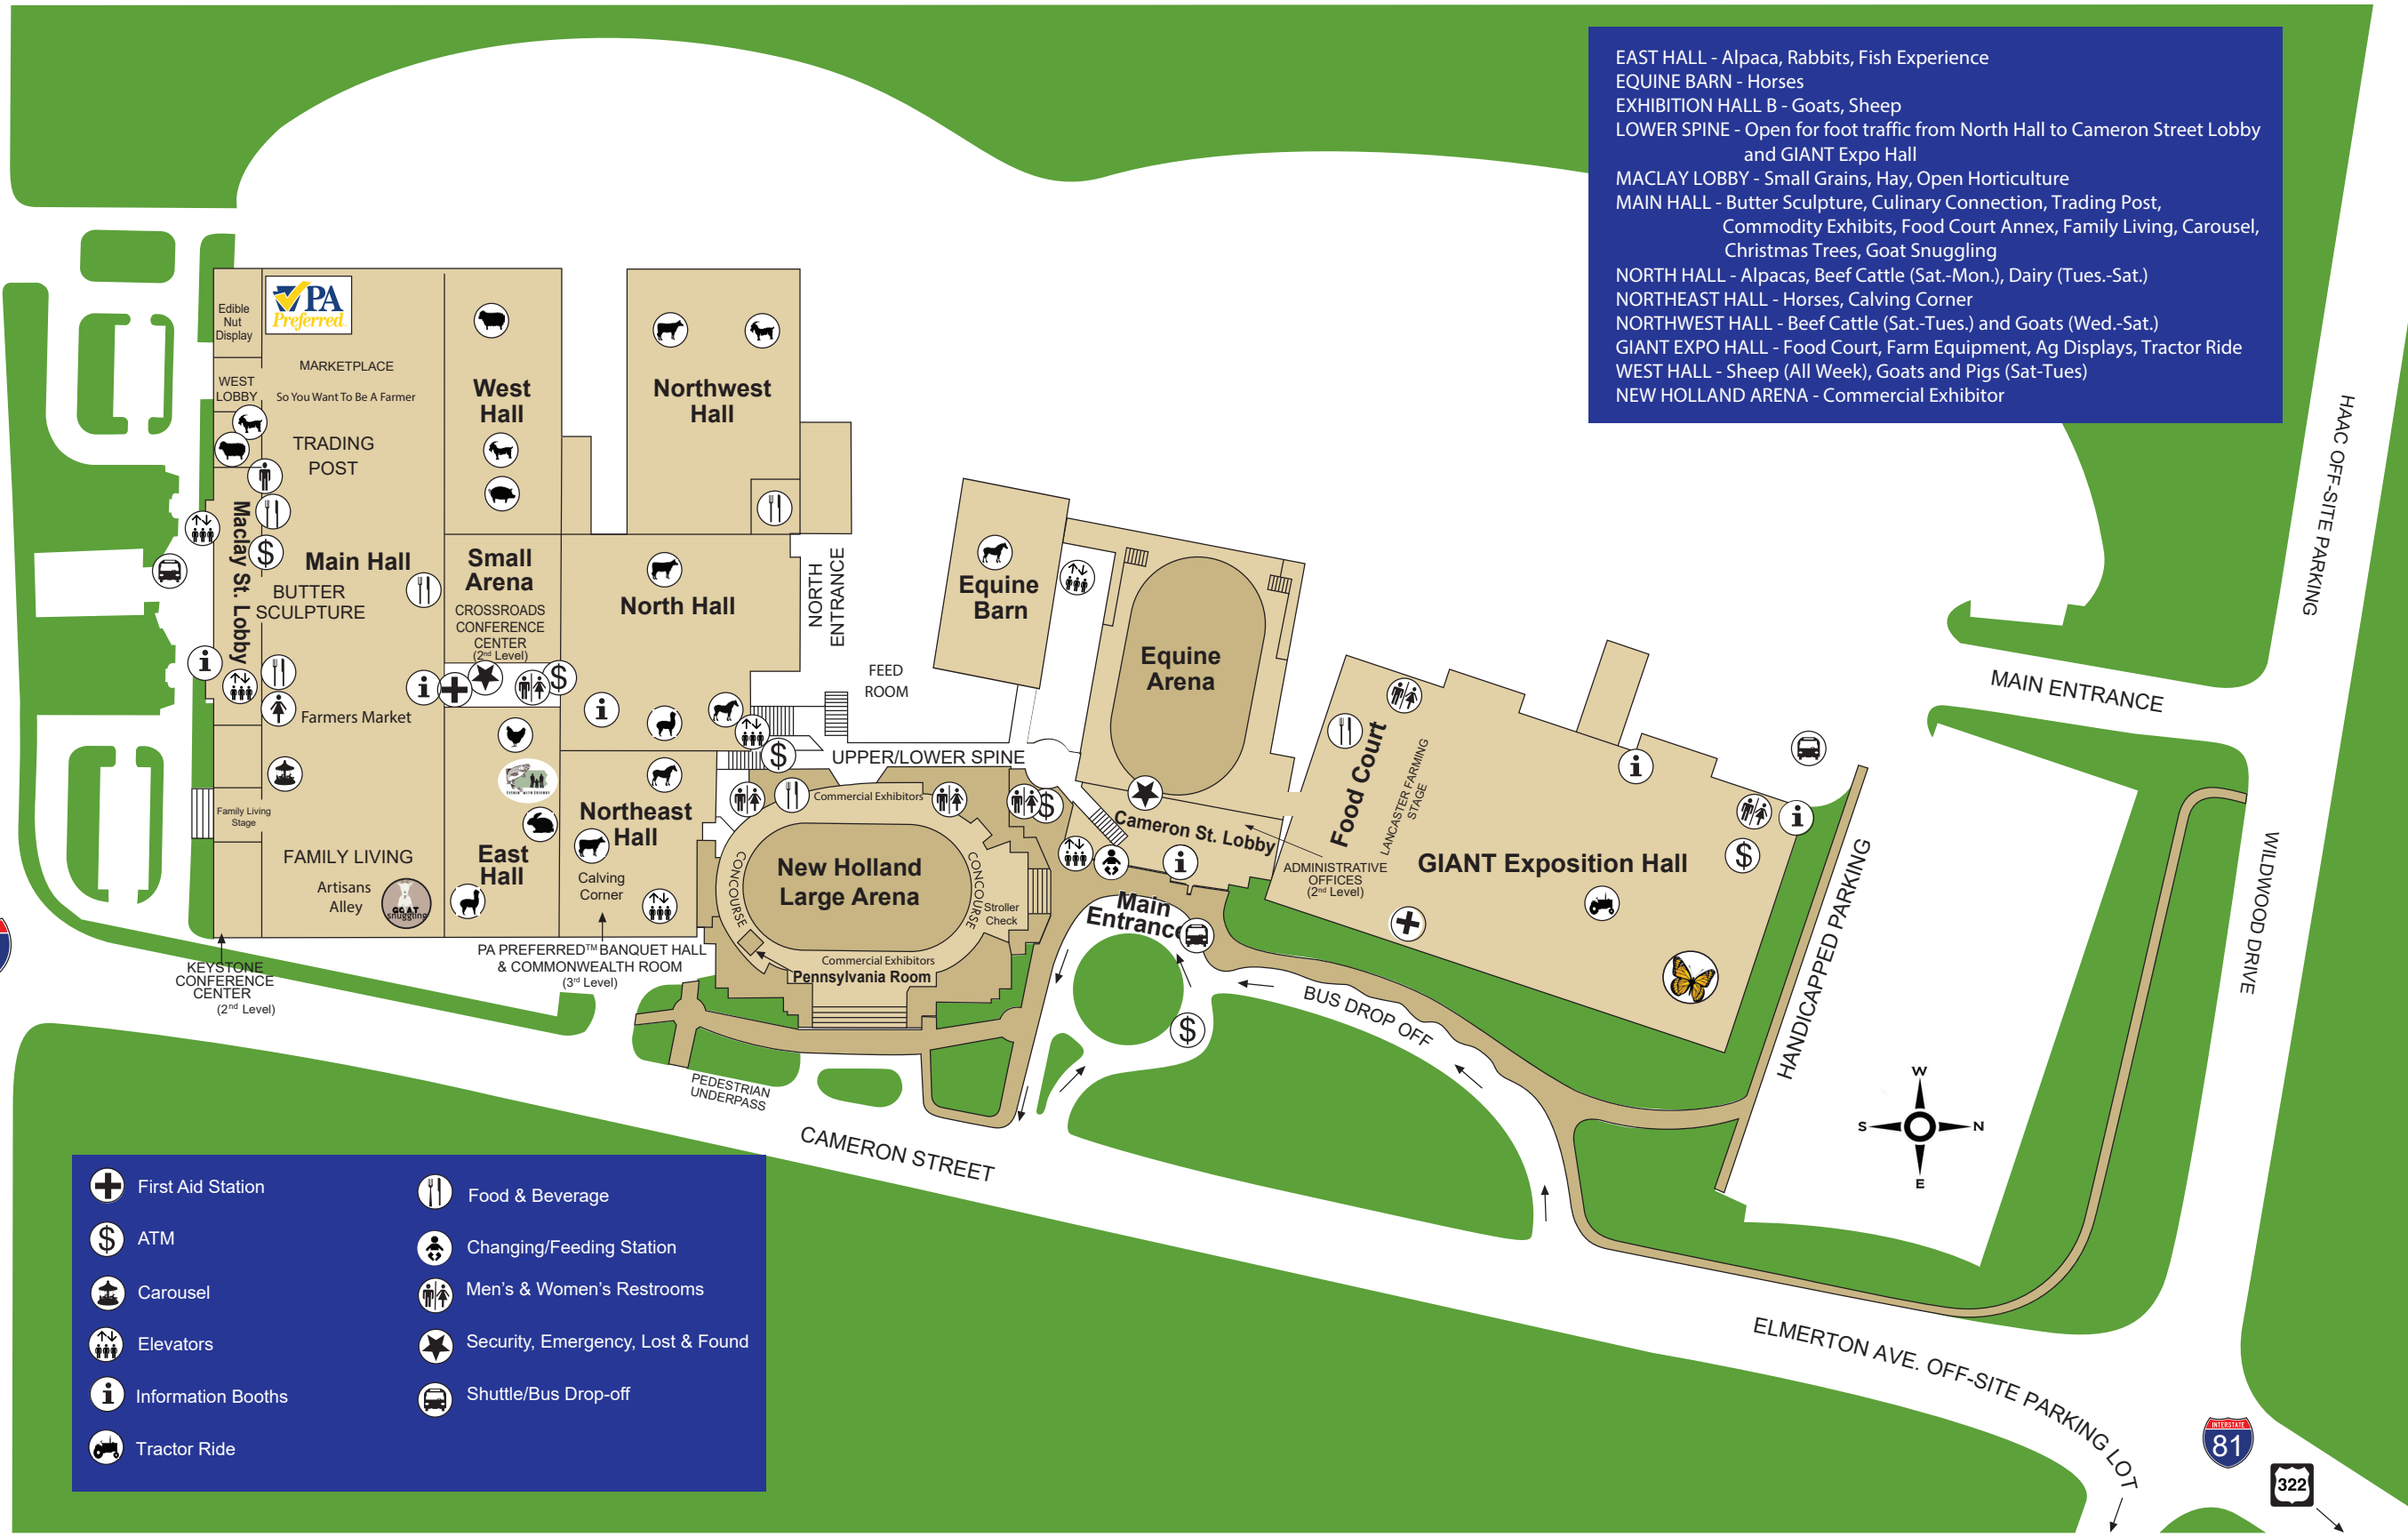 EAST HALL - Alpaca, Rabbits, Fish Experience
EQUINE BARN - Horses
EXHIBITION HALL B - Goats, Sheep
LOWER SPINE - Open for foot traffic from North Hall to Cameron Street Lobby
and GIANT Expo Hall
MACLAY LOBBY - Small Grains, Hay, Open Horticulture
MAIN HALL - Butter Sculpture, Culinary Connection, Trading Post,
Commodity Exhibits, Food Court Annex, Family Living, Carousel,
Christmas Trees, Goat Snuggling
NORTH HALL - Alpacas, Beef Cattle (Sat.-Mon.), Dairy (Tues.-Sat.)
NORTHEAST HALL - Horses, Calving Corner
NORTHWEST HALL - Beef Cattle (Sat.-Tues.) and Goats (Wed.-Sat.)
GIANT EXPO HALL - Food Court, Farm Equipment, Ag Displays, Tractor Ride
WEST HALL - Sheep (All Week), Goats and Pigs (Sat-Tues)
NEW HOLLAND ARENA - Commercial Exhibitor
Edible
Nut
Display
PA
Preferred
MARKETPLACE
WEST
LOBBY
So You Want To Be A Farmer
TRADING
POST
Maclay St. Lobby
Main Hall
BUTTER
SCULPTURE
Farmers Market
Family Living
Stage
FAMILY LIVING
Artisans
Alley
GOAT
snuggling
KEYSTONE
CONFERENCE
CENTER
(2nd Level)
West
Hall
Northwest
Hall
Small
Arena
CROSSROADS
CONFERENCE
CENTER
(2nd Level)
North Hall
NORTH
ENTRANCE
FEED
ROOM
UPPER/LOWER SPINE
East
Hall
Northeast
Hall
Calving
Corner
PA PREFERRED™ BANQUET HALL
& COMMONWEALTH ROOM
(3rd Level)
Commercial Exhibitors
CONCOURSE
New Holland
Large Arena
CONCOURSE
Stroller
Check
Commercial Exhibitors
Pennsylvania Room
Equine
Barn
Equine
Arena
Cameron St. Lobby
ADMINISTRATIVE
OFFICES
(2nd Level)
Main
Entrance
Food Court
LANCASTER FARMING
STAGE
GIANT Exposition Hall
BUS DROP OFF
HANDICAPPED PARKING
MAIN ENTRANCE
HAAC OFF-SITE PARKING
WILDWOOD DRIVE
PEDESTRIAN
UNDERPASS
CAMERON STREET
ELMERTON AVE. OFF-SITE PARKING LOT
W
S N
E
INTERSTATE
81
322
First Aid Station
ATM
Carousel
Elevators
Information Booths
Tractor Ride
Food & Beverage
Changing/Feeding Station
Men's & Women's Restrooms
Security, Emergency, Lost & Found
Shuttle/Bus Drop-off